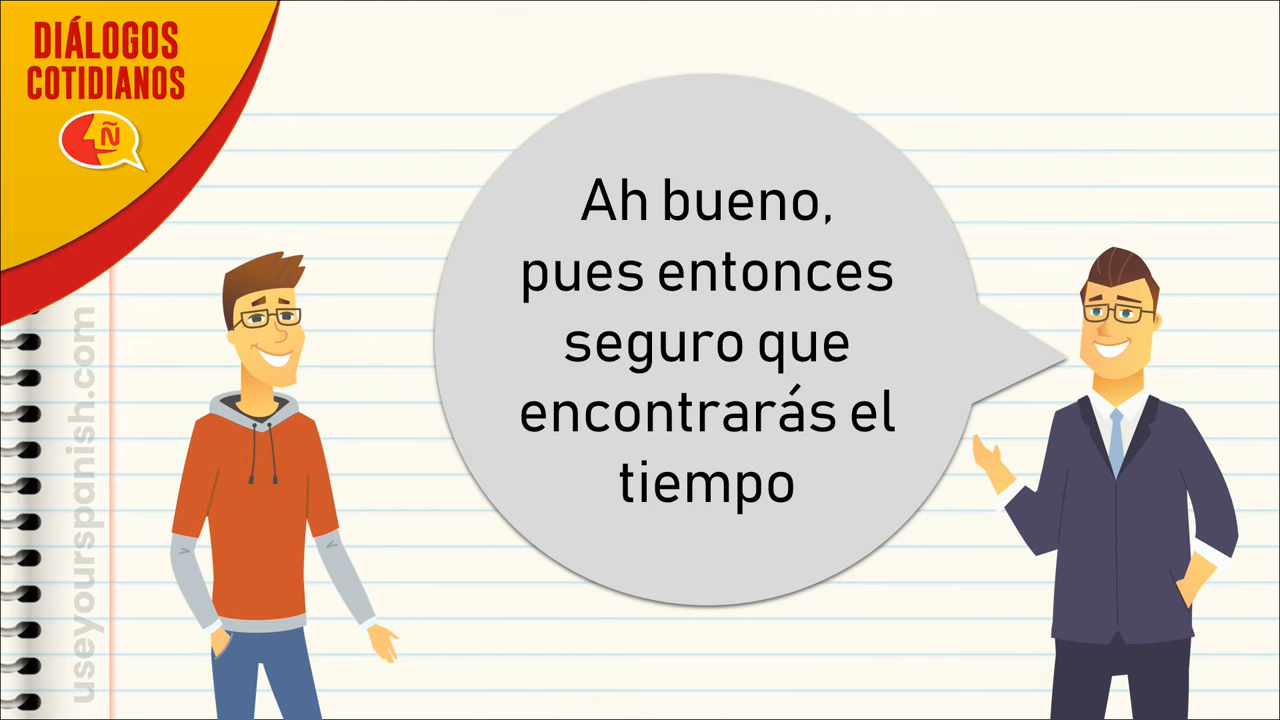 DIÁLOGOS
COTIDIANOS
Ñ
Ah bueno,
pues entonces
seguro que
encontrarás el
tiempo
useyourspanish.com